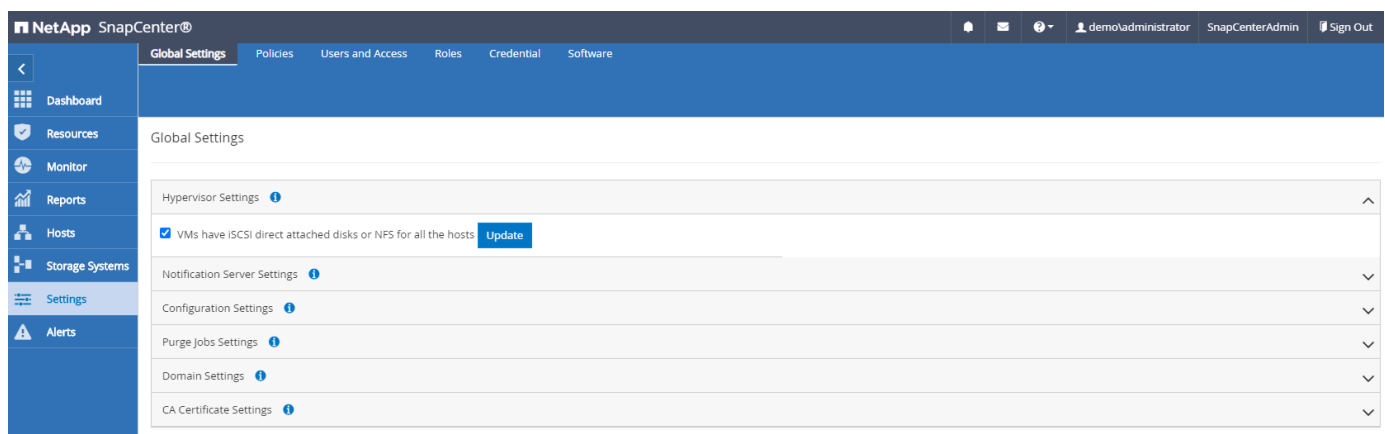 NetApp SnapCenter®
demo\administrator SnapCenterAdmin Sign Out
Global Settings Policies Users and Access Roles Credential Software
Dashboard
Resources
Monitor
Reports
Hosts
Storage Systems
Settings
Alerts
Global Settings
Hypervisor Settings
VMs have iSCSI direct attached disks or NFS for all the hosts Update
Notification Server Settings
Configuration Settings
Purge Jobs Settings
Domain Settings
CA Certificate Settings